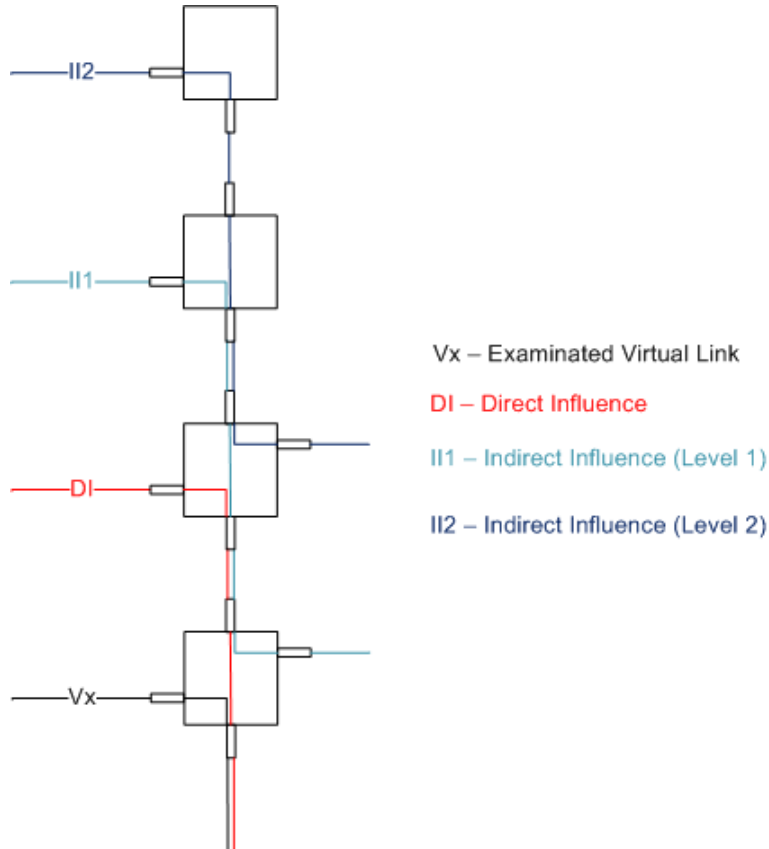 II2
II1
DI
Vx
Vx – Examinated Virtual Link
DI – Direct Influence
II1 – Indirect Influence (Level 1)
II2 – Indirect Influence (Level 2)